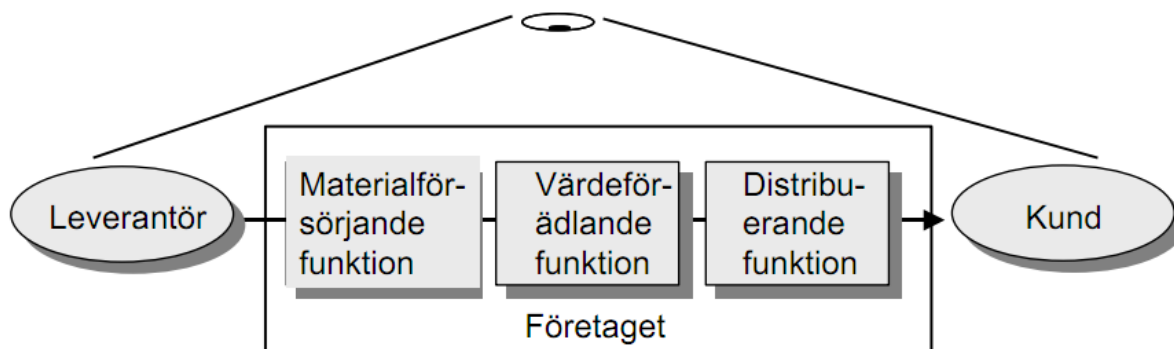 Leverantör
Materialför-
sörjande
funktion
Värdeför-
ädlande
funktion
Distribu-
erande
funktion
Kund
Företaget